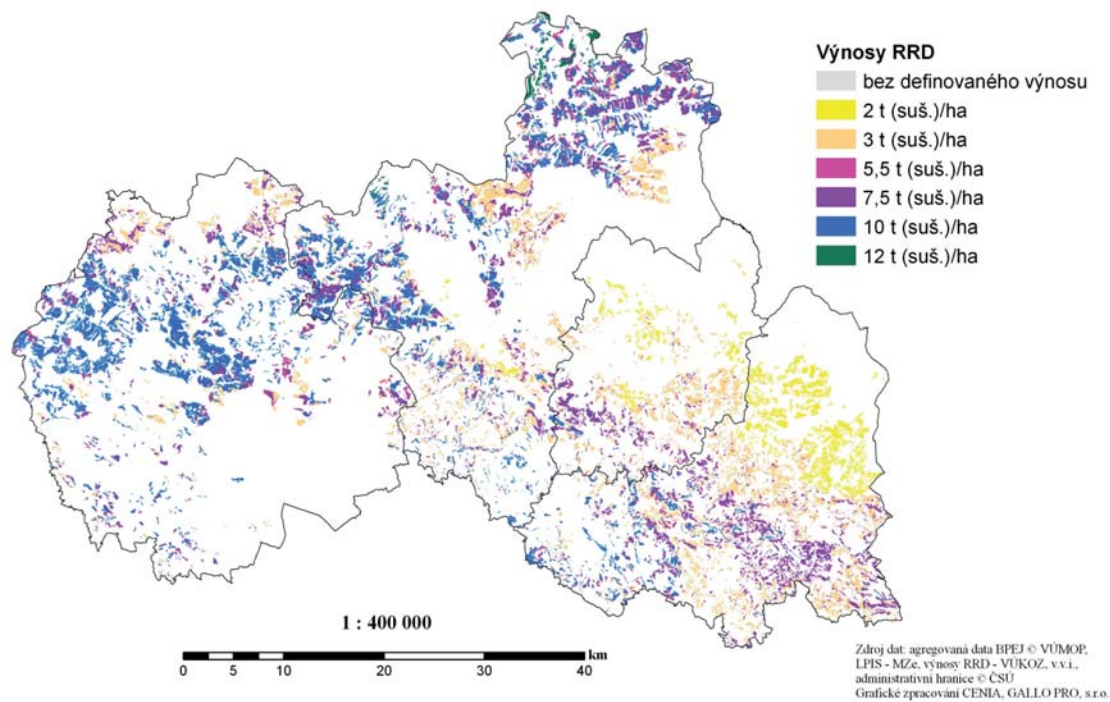 Výnosy RRD
bez definovaného výnosu
2 t (suš.)/ha
3 t (suš.)/ha
5,5 t (suš.)/ha
7,5 t (suš.)/ha
10 t (suš.)/ha
12 t (suš.)/ha
1 : 400 000
km
0 5 10 20 30 40
Zdroj dat: agregovaná data BPEJ © VÚMOP,
LPIS - MZe, výnosy RRD - VÚKOZ, v.v.i.,
administrativní hranice © ČSÚ
Grafické zpracování CENIA, GALLO PRO, s.r.o.